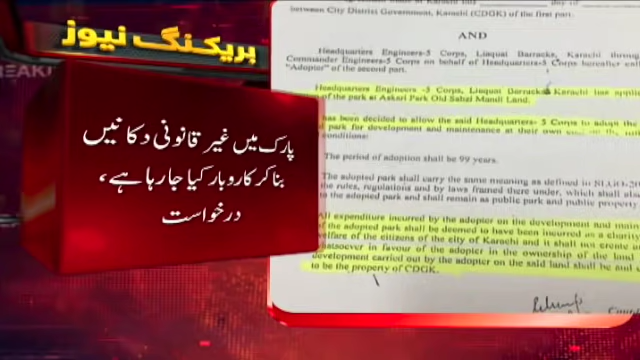 بریکنگ نیوز
BREAKI
پارک میں غیر قانونی دکانیں
بنا کر کاروبار کیا جا رہا ہے،
درخواست
between City District Government, Karachi (CDGK) of the first part.
AND
Headquarters Engineers-5 Corps, Liaquat Barracks, Karachi through
Commander Engineers-5 Corps on behalf of Headquarters-5 Corps hereafter
"Adopter" of the second part.
Headquarters Engineers -5 Corps, Liaquat Barracks Karachi has
of the park at Askari Park Old Sabzi Mandi Land.
has been decided to allow the said Headquarters- 5 Corps to adopt the
park for development and maintenance at their own
conditions:
The period of adoption shall be 99 years.
The adopted park shall carry the same meaning as defined in
the rules, regulations and by laws framed there under, which shall
to the adopted park and shall remain as public park and public property
All expenditure incurred by the adopter on the development and
of the adopted park shall be deemed to have been incurred as a charity
welfare of the citizens of the city of Karachi and it shall not create
whatsoever in favour of the adopter in the ownership of the land
development carried out by the adopter on the said land shall be and
to be the property of CDGK.